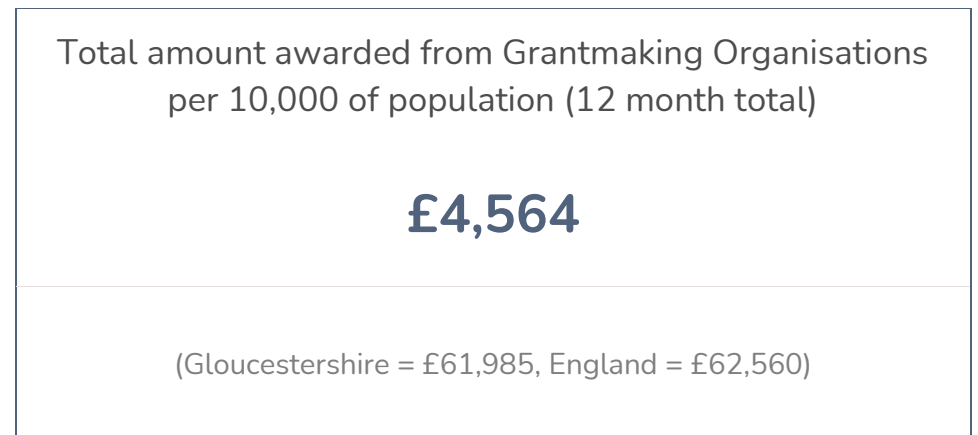 Total amount awarded from Grantmaking Organisations
per 10,000 of population (12 month total)
£4,564
(Gloucestershire = £61,985, England = £62,560)